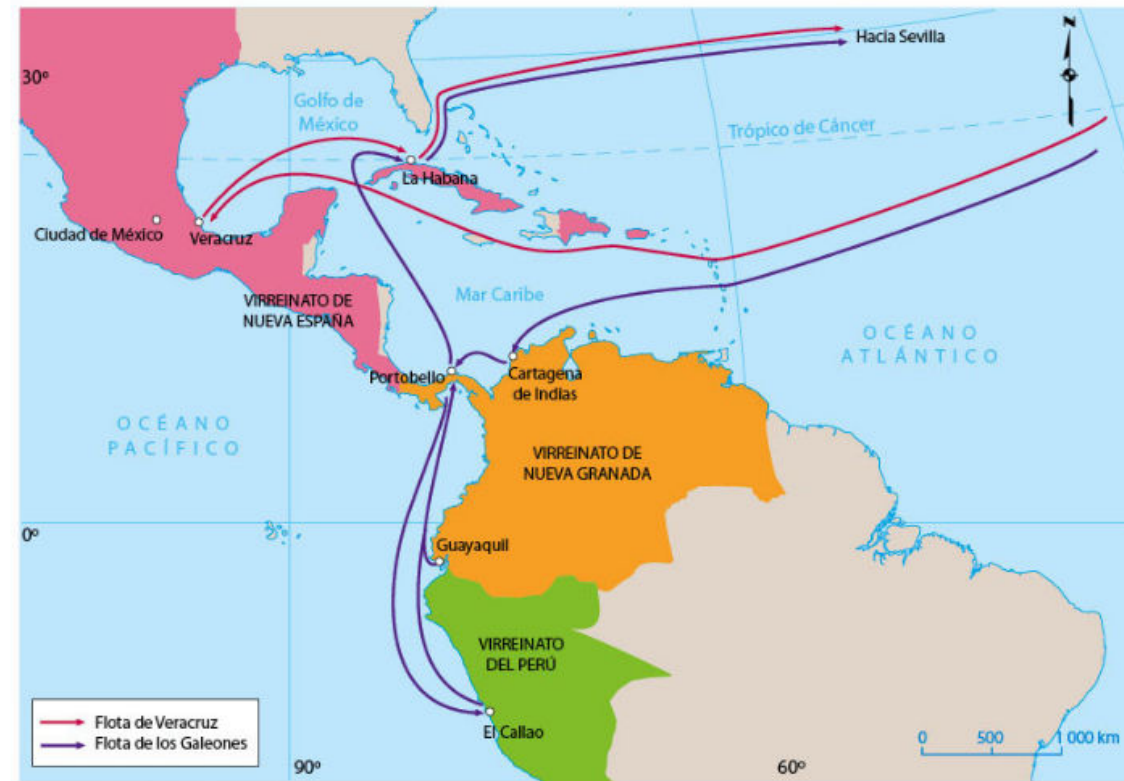 Hacia Sevilla
N
30º
Golfo de
México
Trópico de Cáncer
La Habana
Ciudad de México
Veracruz
VIRREINATO DE
NUEVA ESPAÑA
Mar Caribe
OCÉANO
ATLÁNTICO
Portobello
Cartagena
de Indias
OCÉANO
PACÍFICO
VIRREINATO DE
NUEVA GRANADA
0º
Guayaquil
VIRREINATO
DEL PERÚ
El Callao
Flota de Veracruz
Flota de los Galeones
0 500 1 000 km
90º
60º